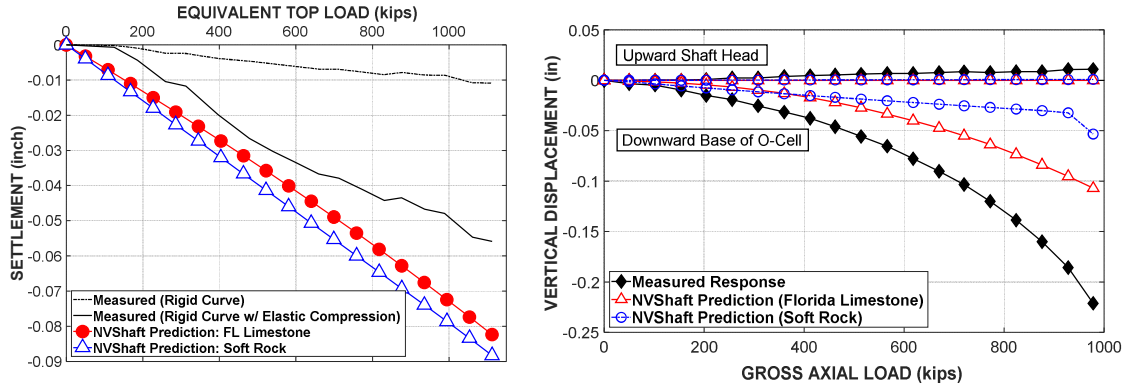 EQUIVALENT TOP LOAD (kips)
0 200 400 600 800 1000
0
-0.01
-0.02
-0.03
-0.04
-0.05
-0.06
-0.07
-0.08
-0.09
SETTLEMENT (inch)
Measured (Rigid Curve)
Measured (Rigid Curve w/ Elastic Compression)
NVShaft Prediction: FL Limestone
NVShaft Prediction: Soft Rock
0.05
0
-0.05
-0.1
-0.15
-0.2
-0.25
VERTICAL DISPLACEMENT (in)
Upward Shaft Head
Downward Base of O-Cell
Measured Response
NVShaft Prediction (Florida Limestone)
NVShaft Prediction (Soft Rock)
0 200 400 600 800 1000
GROSS AXIAL LOAD (kips)